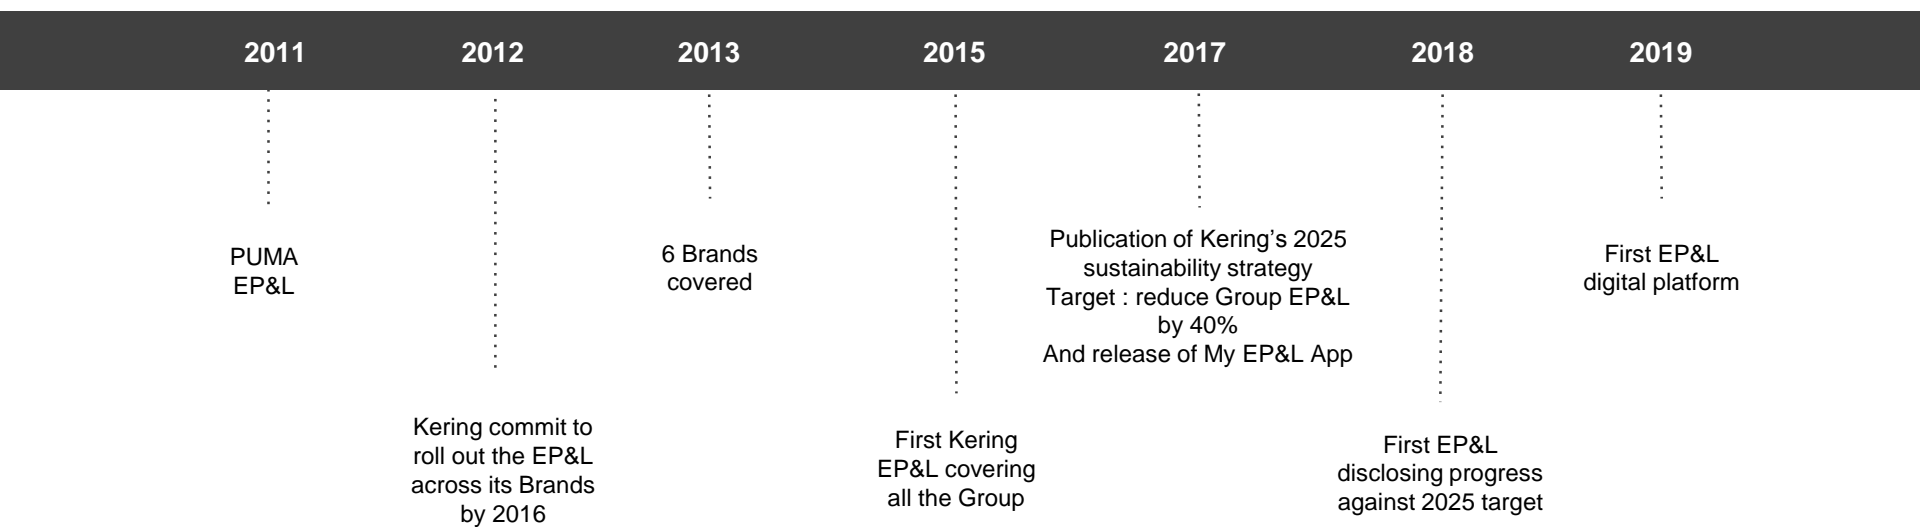 2011 2012 2013 2015 2017 2018 2019
PUMA
EP&L
Kering commit to
roll out the EP&L
across its Brands
by 2016
6 Brands
covered
First Kering
EP&L covering
all the Group
Publication of Kering’s 2025
sustainability strategy
Target : reduce Group EP&L
by 40%
And release of My EP&L App
First EP&L
disclosing progress
against 2025 target
First EP&L
digital platform